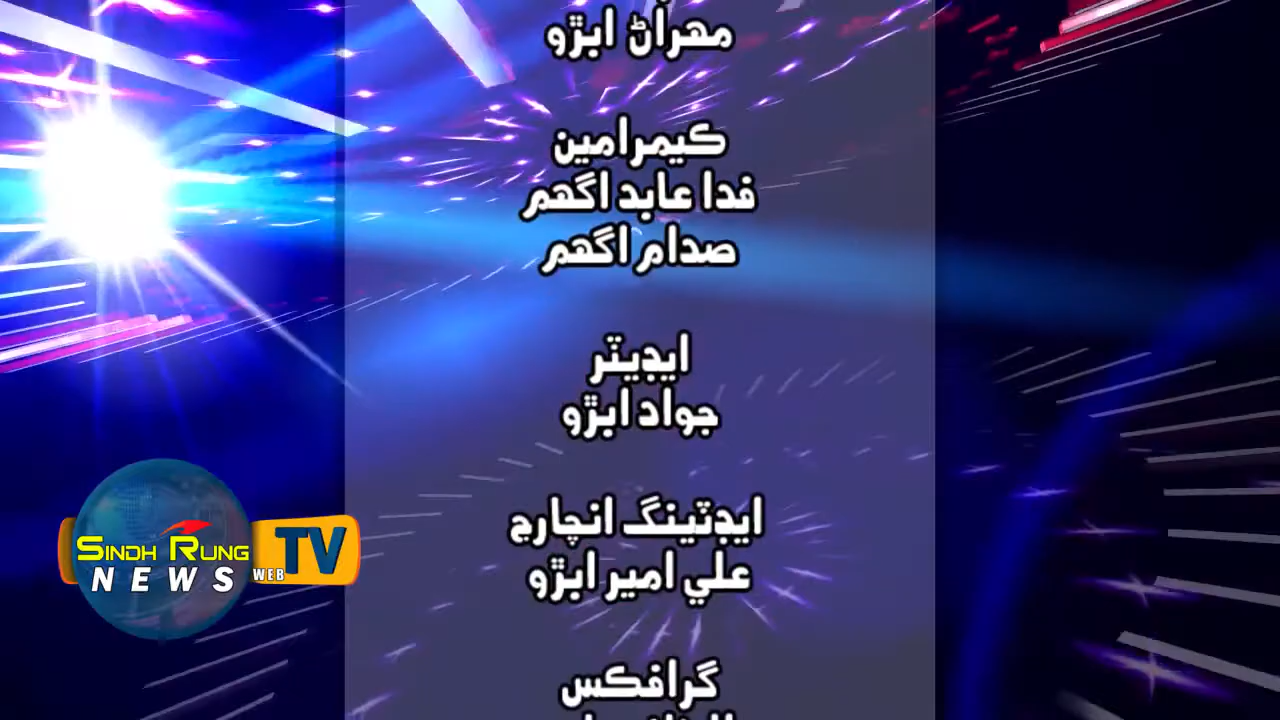 مهراڻ ابڙو
ڪيمرامين
فدا عابد اگهم
صدام اگهم
ايڊيٽر
جواد ابڙو
ايڊٽينگ انچارج
علي امير ابڙو
گرافڪس
SINDH RUNG
NEWS WEB TV